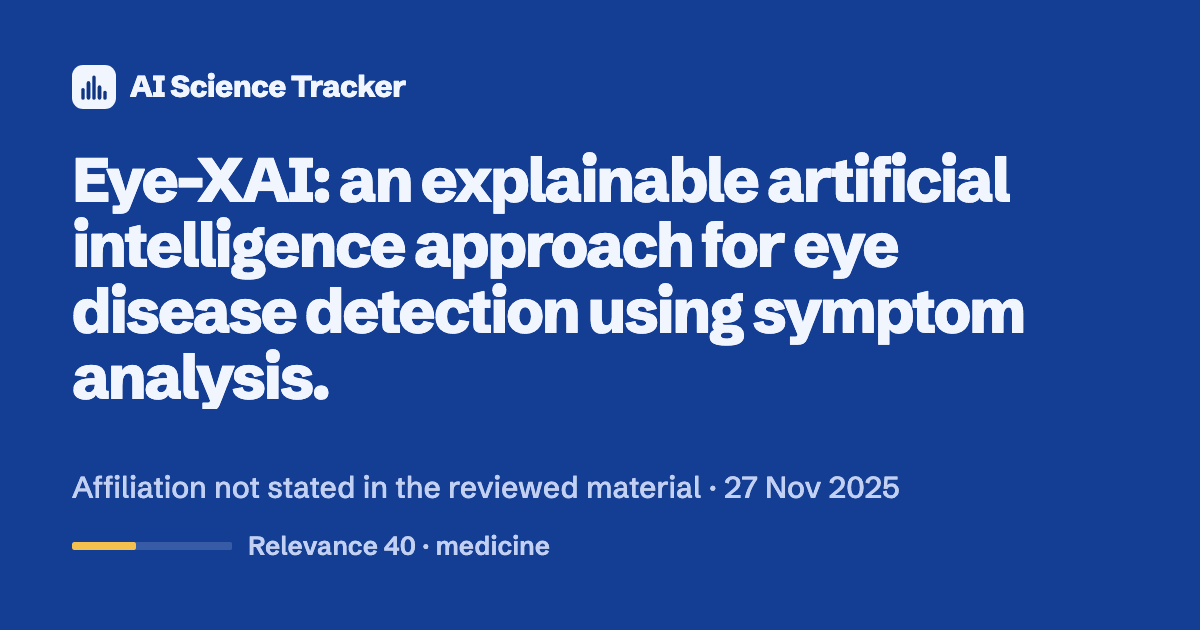 AI Science Tracker
Eye-XAI: an explainable artificial
intelligence approach for eye
disease detection using symptom
analysis.
Affiliation not stated in the reviewed material · 27 Nov 2025
Relevance 40 · medicine